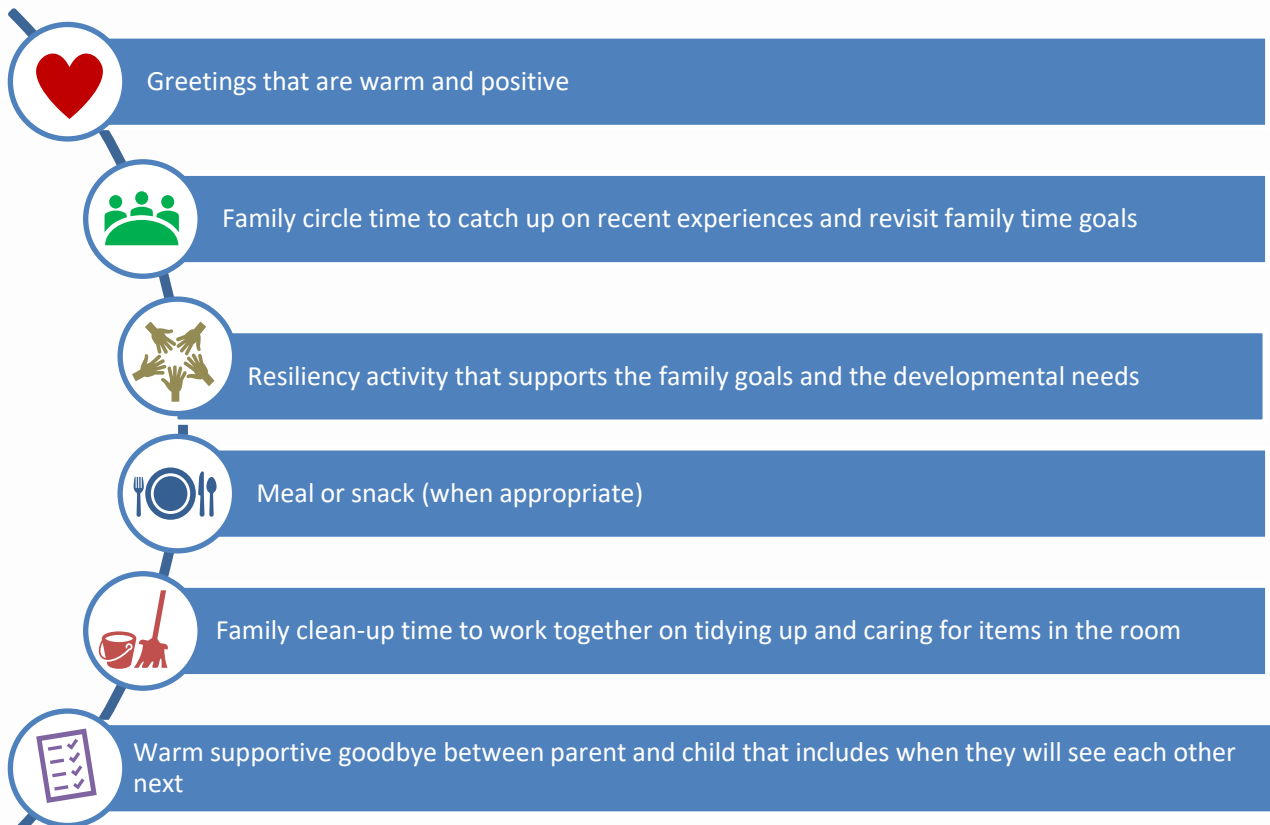 Greetings that are warm and positive
Family circle time to catch up on recent experiences and revisit family time goals
Resiliency activity that supports the family goals and the developmental needs
Meal or snack (when appropriate)
Family clean-up time to work together on tidying up and caring for items in the room
Warm supportive goodbye between parent and child that includes when they will see each other
next